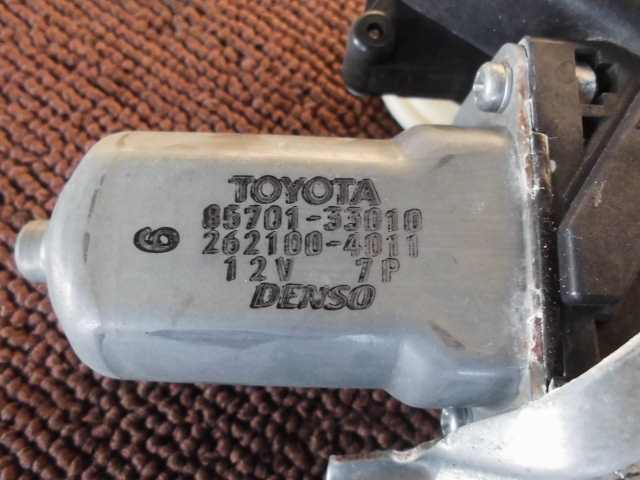 TOYOTA
85701-33010
6
262100-4011
12V 7P
DENSO